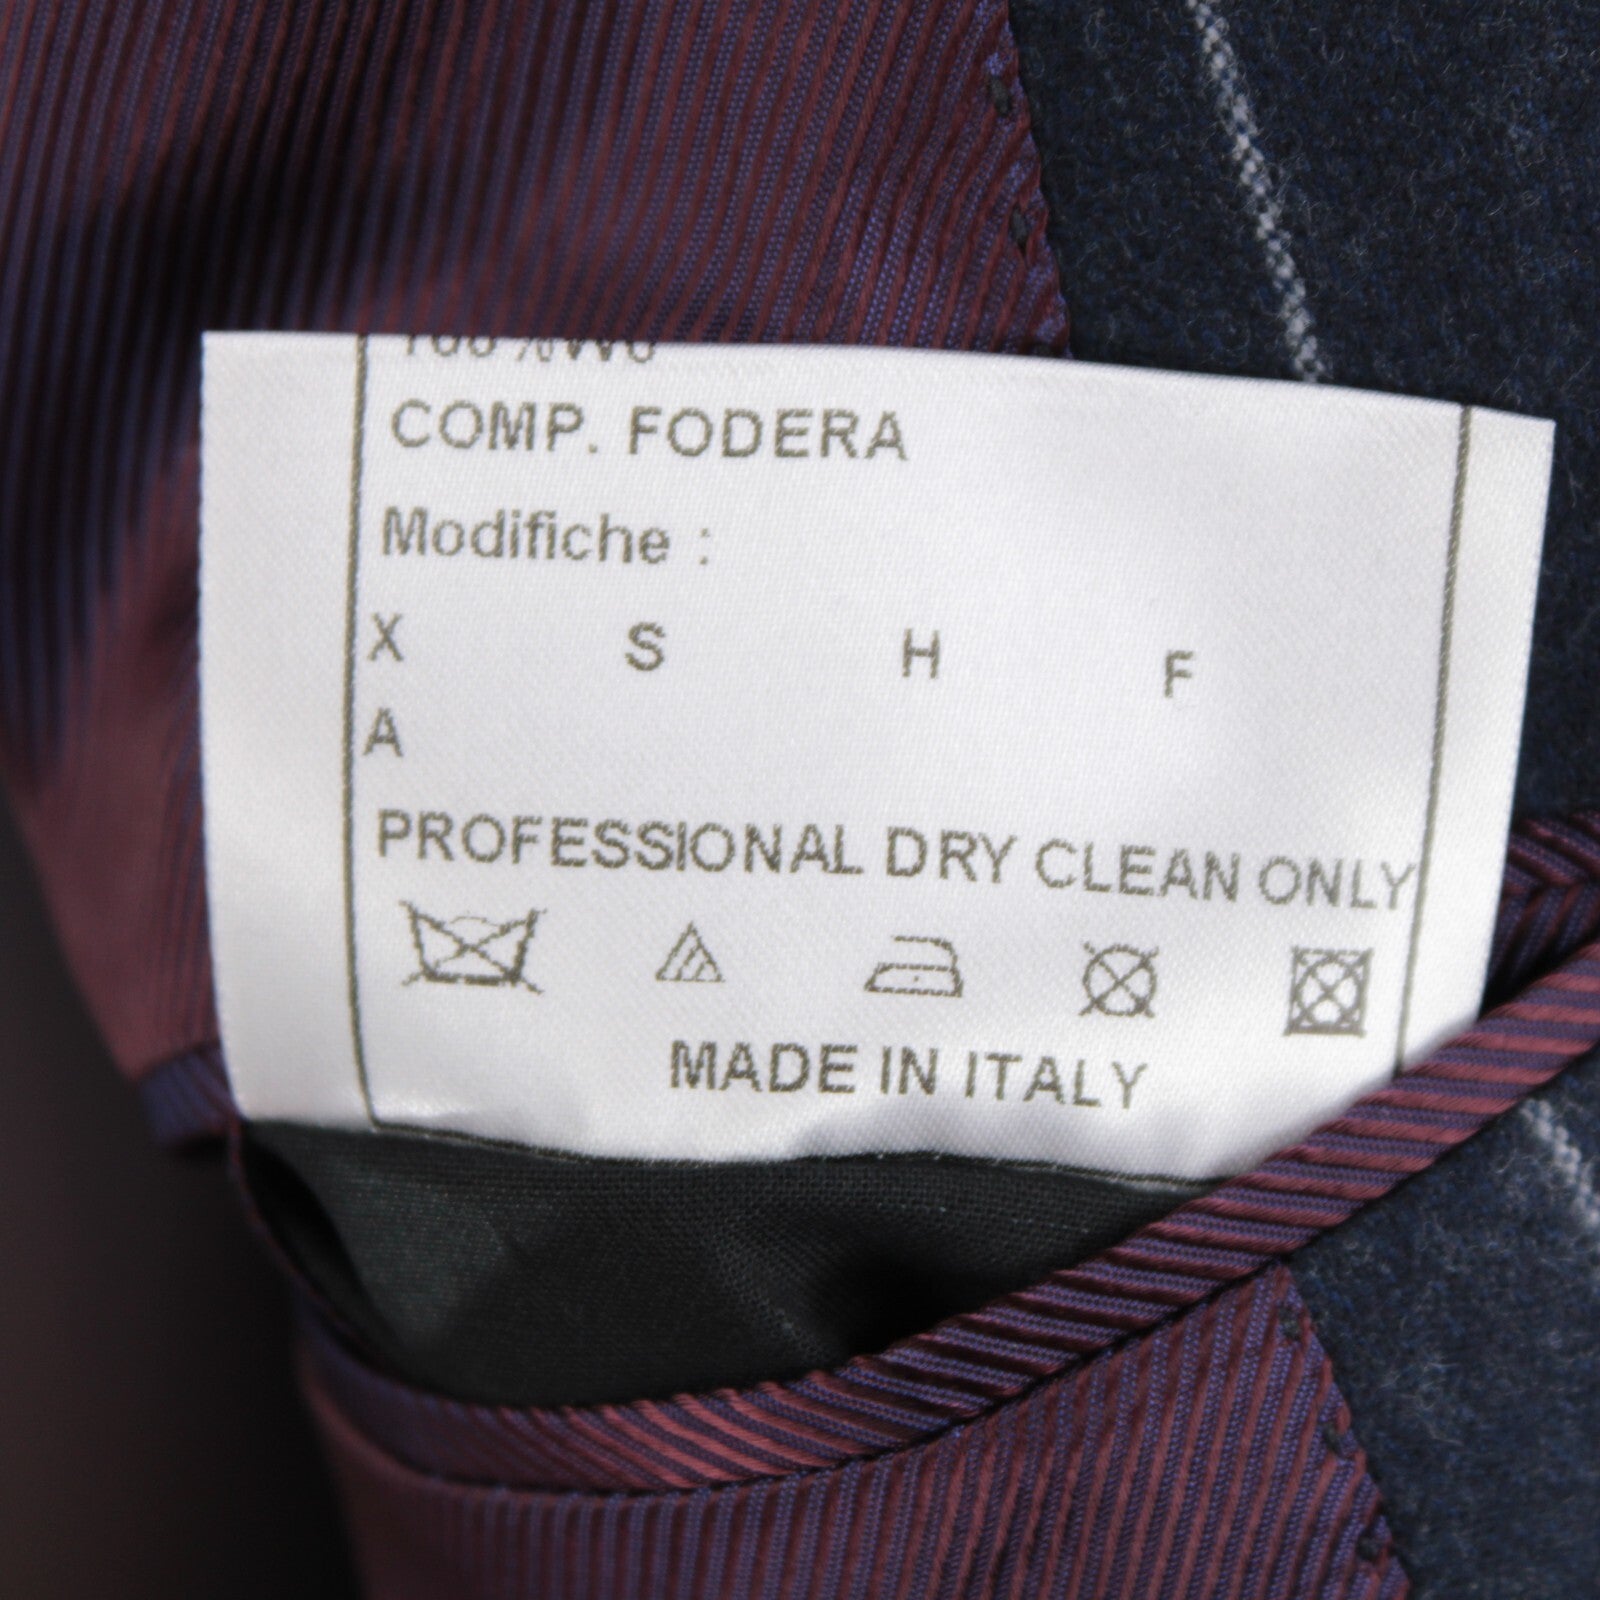 COMP. FODERA
Modifiche :
X S H F
A
PROFESSIONAL DRY CLEAN ONLY
MADE IN ITALY